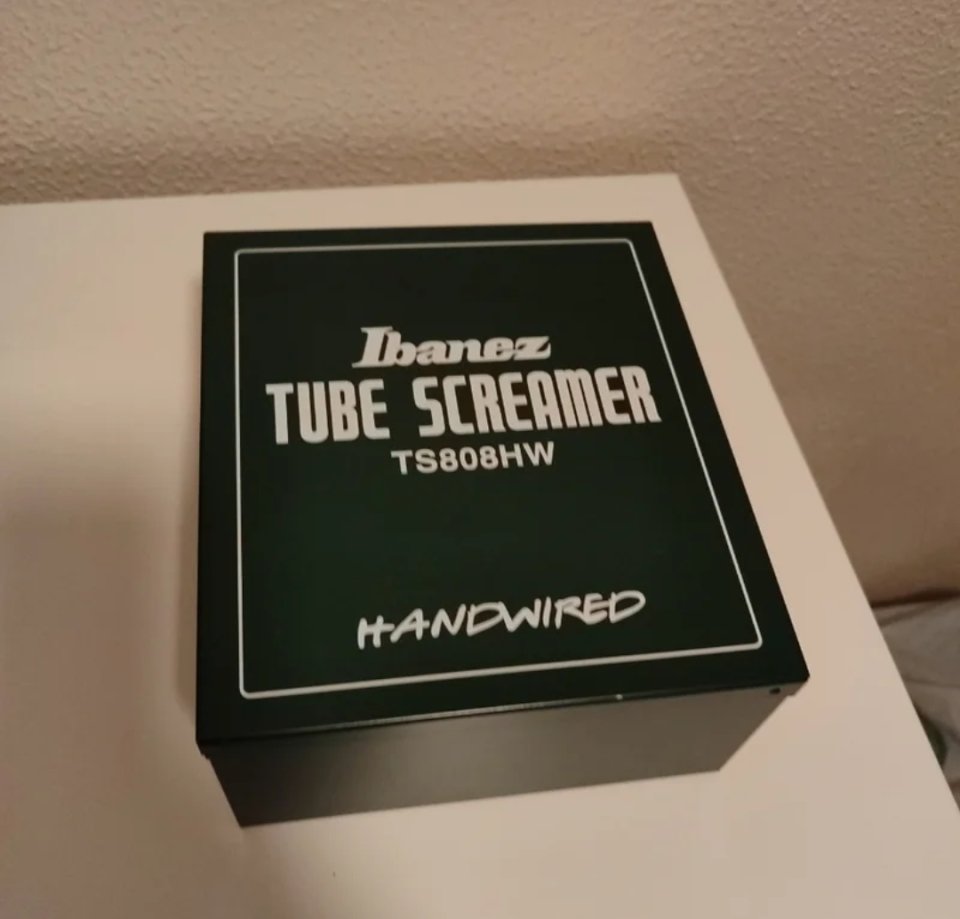 Ibanez
TUBE SCREAMER
TS808HW
HANDWIRED